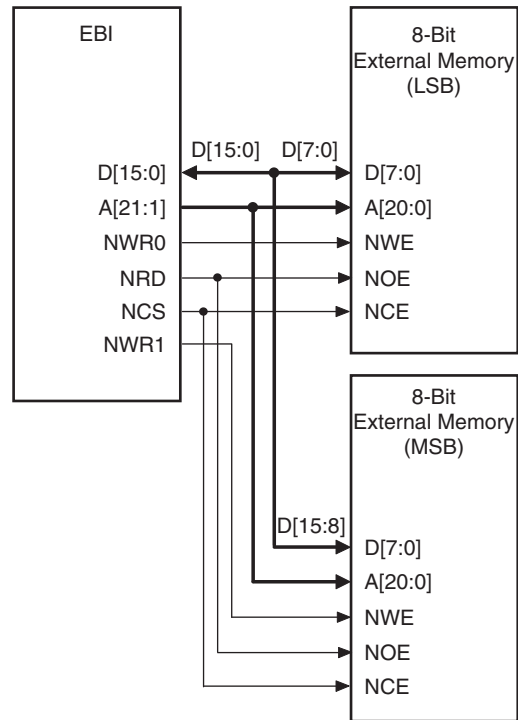 EBI
D[15:0]
A[21:1]
NWR0
NRD
NCS
NWR1
D[15:0]
D[7:0]
8-Bit
External Memory
(LSB)
D[7:0]
A[20:0]
NWE
NOE
NCE
8-Bit
External Memory
(MSB)
D[15:8]
D[7:0]
A[20:0]
NWE
NOE
NCE